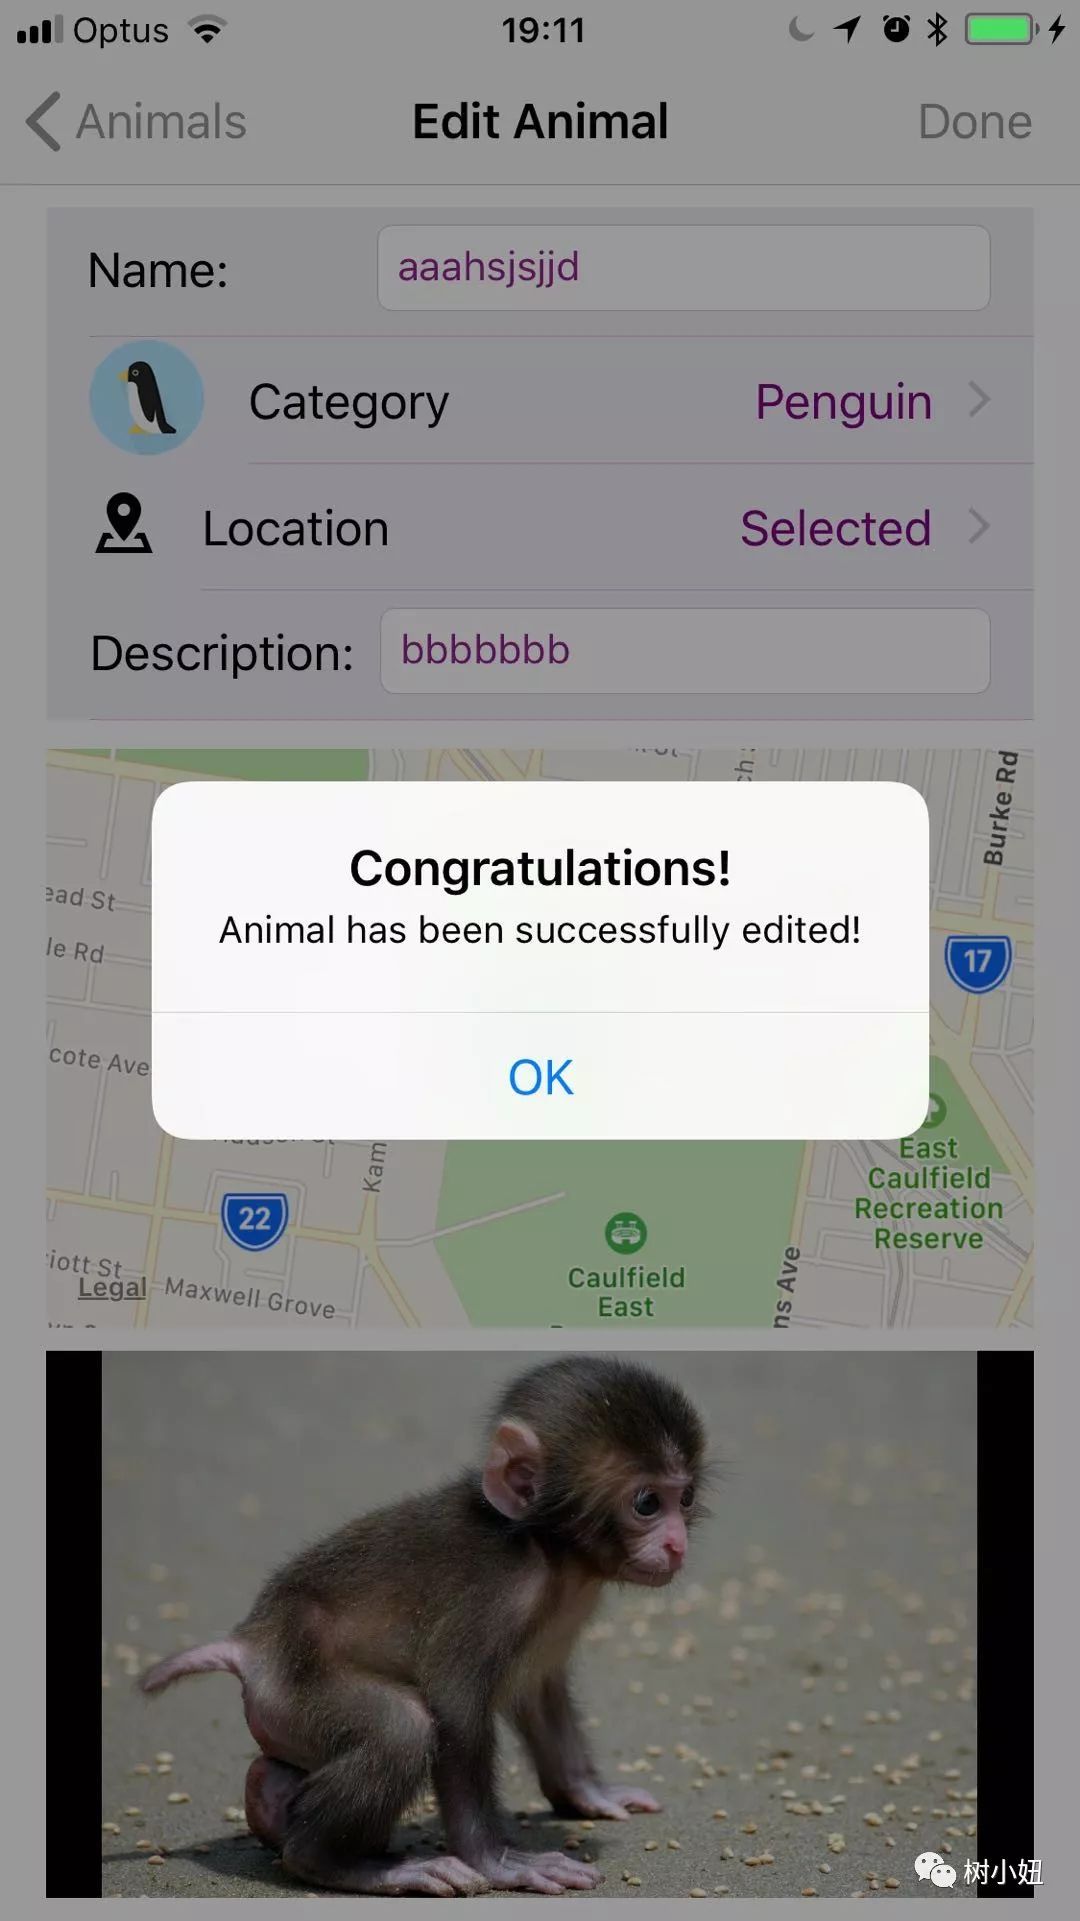 Optus
19:11
Animals
Edit Animal
Done
Name:
aaahsjsjjd
Category
Penguin
Location
Selected
Description:
bbbbbbb
Burke Rd
ead St
le Rd
17
Congratulations!
Animal has been successfully edited!
cote Ave
OK
Kam
East
Caulfield
Recreation
Reserve
22
iott St
Legal
Maxwell Grove
Caulfield
East
ns Ave
树小妞